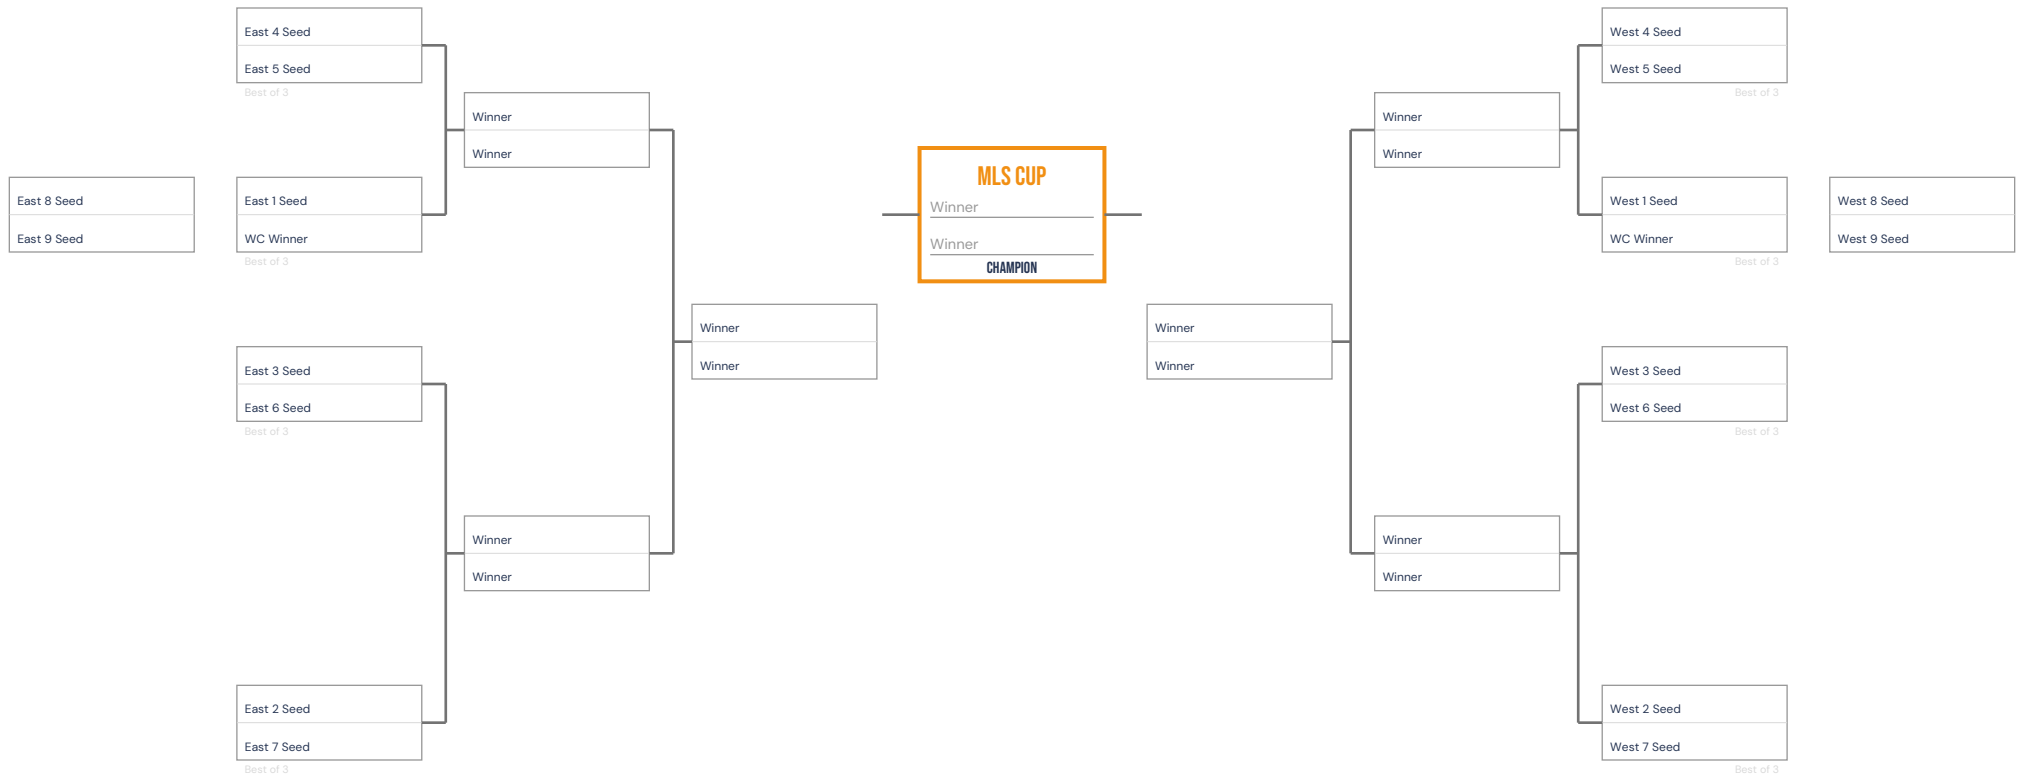 East 4 Seed
East 5 Seed
Best of 3
East 8 Seed
East 9 Seed
East 1 Seed
WC Winner
Best of 3
East 3 Seed
East 6 Seed
Best of 3
East 2 Seed
East 7 Seed
Best of 3
Winner
Winner
Winner
Winner
Winner
Winner
MLS CUP
Winner
Winner
CHAMPION
Winner
Winner
Winner
Winner
Winner
Winner
West 4 Seed
West 5 Seed
Best of 3
West 1 Seed
WC Winner
Best of 3
West 8 Seed
West 9 Seed
West 3 Seed
West 6 Seed
Best of 3
West 2 Seed
West 7 Seed
Best of 3